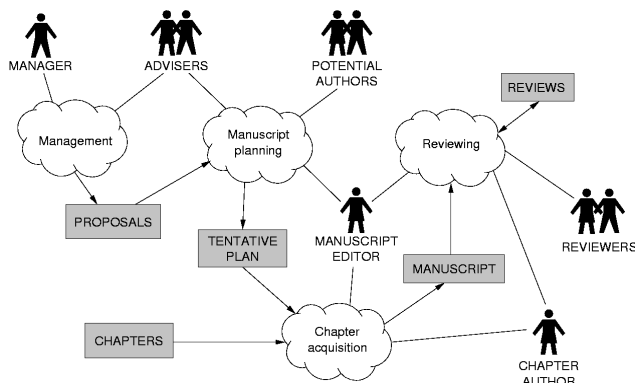 MANAGER
ADVISERS
POTENTIAL
AUTHORS
REVIEWS
Management
Manuscript
planning
Reviewing
PROPOSALS
TENTATIVE
PLAN
MANUSCRIPT
EDITOR
REVIEWERS
MANUSCRIPT
CHAPTERS
Chapter
acquisition
CHAPTER
AUTHOR